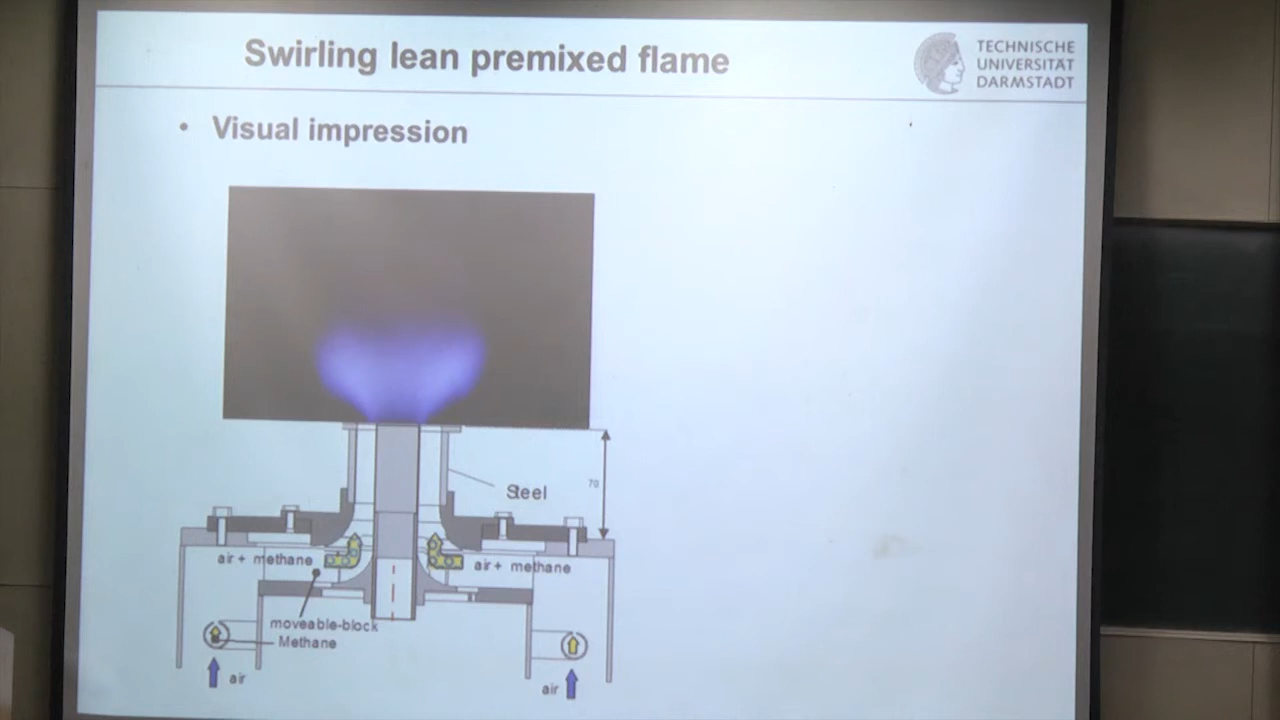 Swirling lean premixed flame
TECHNISCHE
UNIVERSITÄT
DARMSTADT
• Visual impression
Steel
70
air + methane
air + methane
moveable-block
Methane
air
air